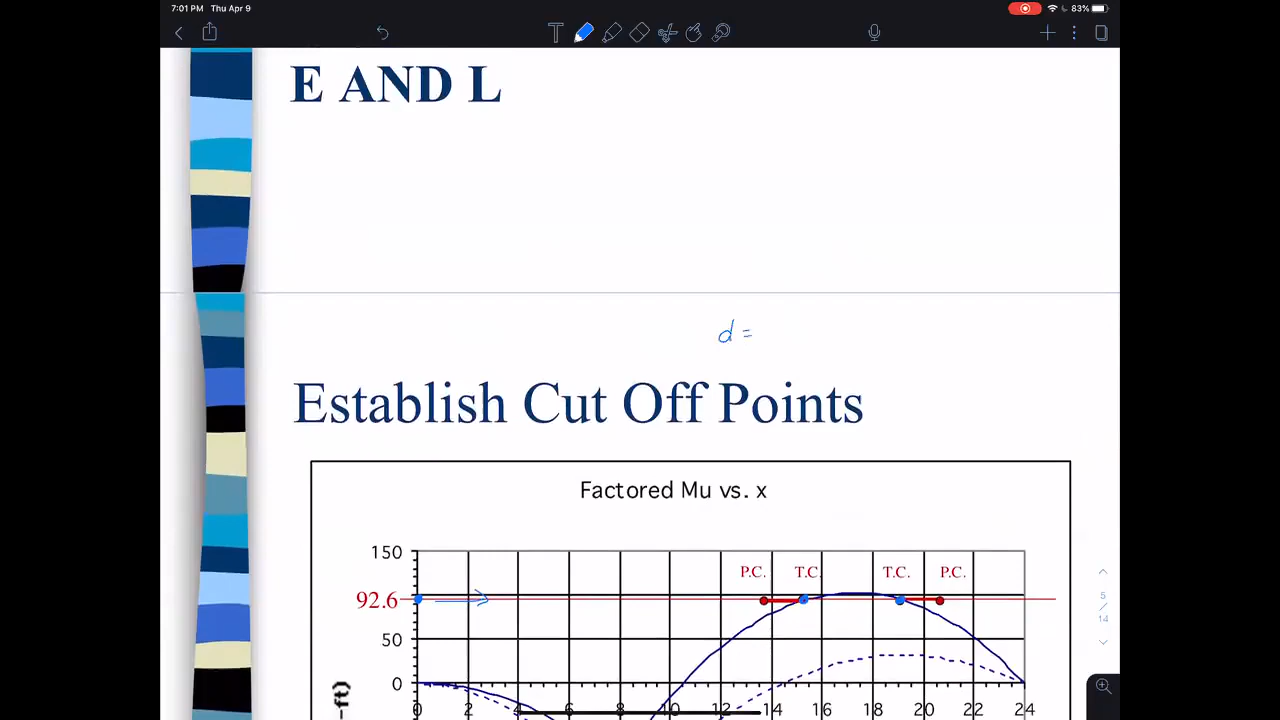 7:01 PM Thu Apr 9
83%
E AND L
d =
Establish Cut Off Points
Factored Mu vs. x
150
P.C. T.C. T.C. P.C.
92.6
50
0
-ft)
0 2 4 6 8 10 12 14 16 18 20 22 24
5
/
14